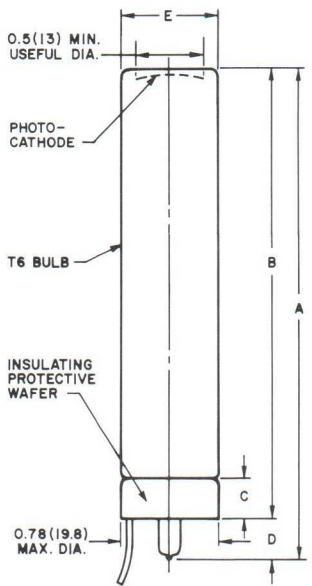 E
0.5(13) MIN.
USEFUL DIA.
PHOTO-
CATHODE
T6 BULB
B
A
INSULATING
PROTECTIVE
WAFER
C
0.78(19.8)
MAX. DIA.
D